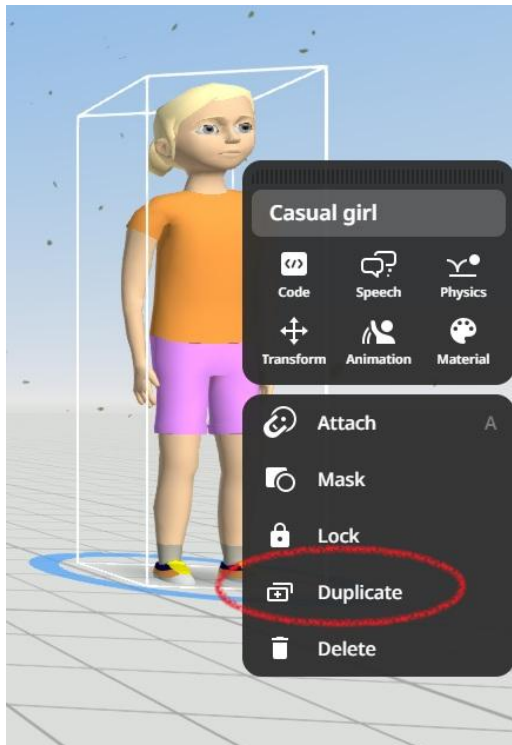 Casual girl
Code Speech Physics
Transform Animation Material
Attach A
Mask
Lock
Duplicate
Delete